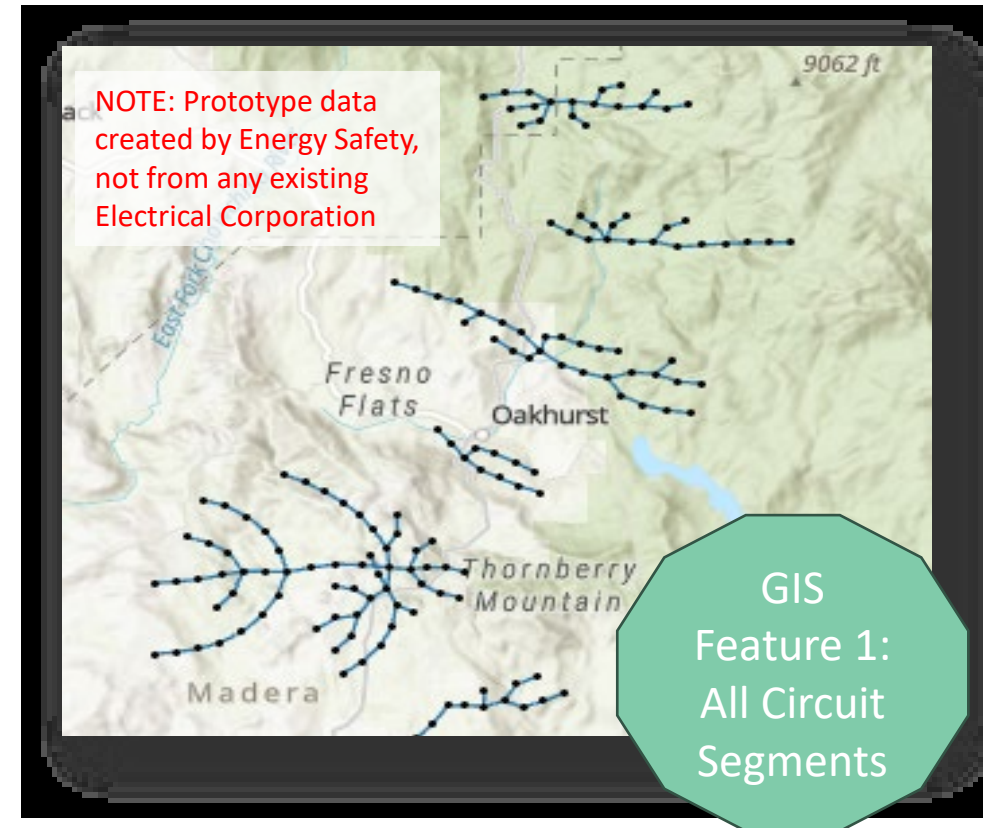 9062 ft
ack
NOTE: Prototype data
created by Energy Safety,
not from any existing
Electrical Corporation
East Fork
Fresno
Flats
Oakhurst
Thornberry
Mountain
Madera
GIS
Feature 1:
All Circuit
Segments